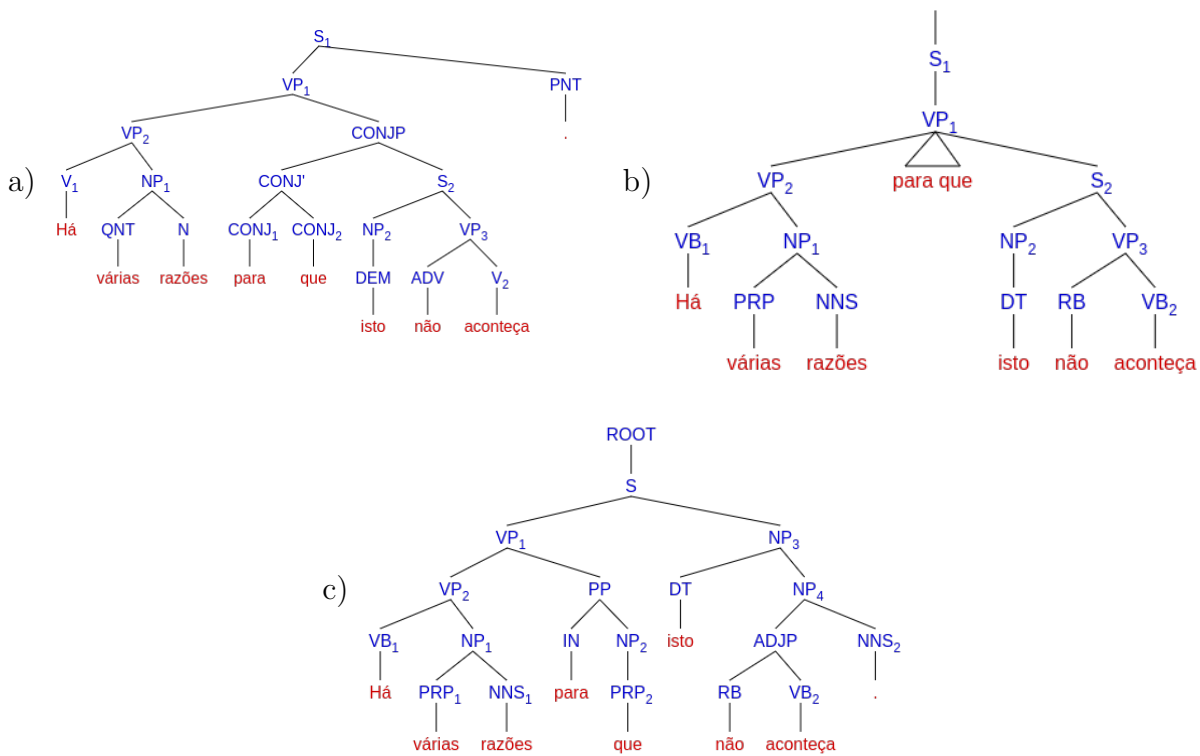 S1
VP1 PNT
VP2 CONJP .
a) V1 NP1 CONJ' S2
Há QNT N CONJ1 CONJ2 NP2 VP3
várias razões para que DEM ADV V2
isto não aconteça
S1
VP1
b) VP2 para que S2
VB1 NP1 NP2 VP3
Há PRP NNS DT RB VB2
várias razões isto não aconteça
ROOT
S
VP1 NP3
c) VP2 PP DT NP4
VB1 NP1 IN NP2 isto ADJP NNS2
Há PRP1 NNS1 para PRP2 RB VB2 .
várias razões que não aconteça